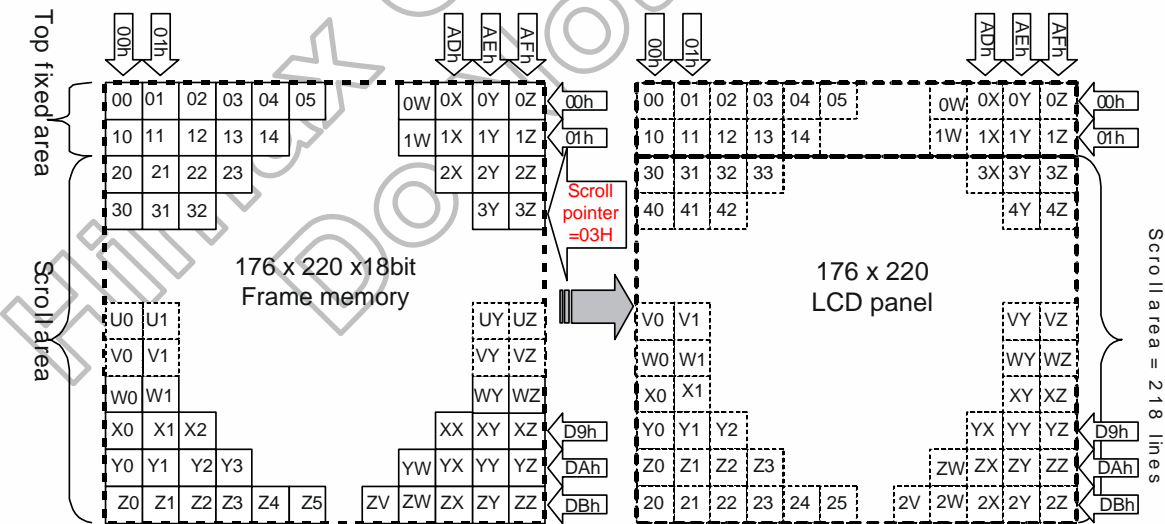 00h 01h ADh AEh AFh 00h 01h ADh AEh AFh
Top fixed area
00 01 02 03 04 05 0W 0X 0Y 0Z 00h 00 01 02 03 04 05 0W 0X 0Y 0Z 00h
10 11 12 13 14 1W 1X 1Y 1Z 01h 10 11 12 13 14 1W 1X 1Y 1Z 01h
20 21 22 23 2X 2Y 2Z 30 31 32 33 3X 3Y 3Z
30 31 32 3Y 3Z 40 41 42 4Y 4Z
Scroll
pointer
=03H
176 x 220 x18bit
Frame memory
176 x 220
LCD panel
Scroll area
Scroll area = 218 lines
U0 U1 UY UZ V0 V1 VY VZ
V0 V1 VY VZ W0 W1 WY WZ
W0 W1 WY WZ X0 X1 XY XZ
X0 X1 X2 XX XY XZ D9h Y0 Y1 Y2 YX YY YZ D9h
Y0 Y1 Y2 Y3 YW YX YY YZ DAh Z0 Z1 Z2 Z3 ZW ZX ZY ZZ DAh
Z0 Z1 Z2 Z3 Z4 Z5 ZV ZW ZX ZY ZZ DBh 20 21 22 23 24 25 2V 2W 2X 2Y 2Z DBh
Himax
Do No